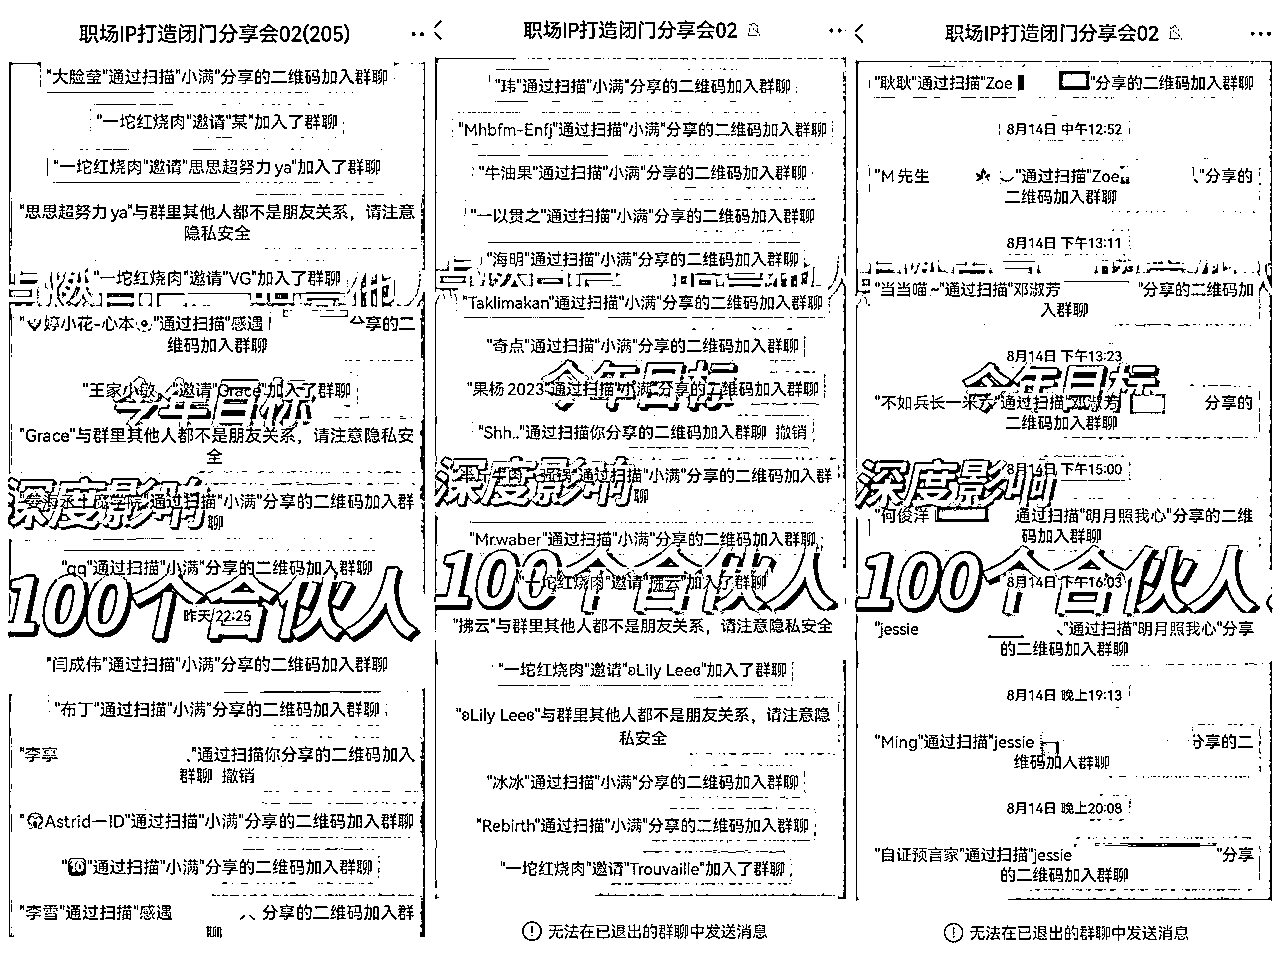 职场IP打造闭门分享会02(205)
"大脸莹"通过扫描"小满"分享的二维码加入群聊
"一坨红烧肉"邀请"某"加入了群聊
"一坨红烧肉"邀请"思思超努力 ya"加入了群聊
"思思超努力 ya"与群里其他人都不是朋友关系，请注意
隐私安全
"一坨红烧肉"邀请"VG"加入了群聊
婷小花-心本 "通过扫描"感遇 分享的二
维码加入群聊
"王家小敏 "邀请"Grace"加入了群聊
今年目标
"Grace"与群里其他人都不是朋友关系，请注意隐私安
全
通过扫描"小满"分享的二维码加入群
聊
深度影响
"qq"通过扫描"小满"分享的二维码加入群聊
100个合伙人
昨天 22:25
"闫成伟"通过扫描"小满"分享的二维码加入群聊
"布丁"通过扫描"小满"分享的二维码加入群聊
"李 "通过扫描你分享的二维码加入
群聊 撤销
Astrid一ID"通过扫描"小满"分享的二维码加入群聊
"⑩"通过扫描"小满"分享的二维码加入群聊
"李雪"通过扫描"感遇 分享的二维码加入群
职场IP打造闭门分享会02
"玮"通过扫描"小满"分享的二维码加入群聊
"Mhbfm-Enfj"通过扫描"小满"分享的二维码加入群聊
"牛油果"通过扫描"小满"分享的二维码加入群聊
"一以贯之"通过扫描"小满"分享的二维码加入群聊
"海明"通过扫描"小满"分享的二维码加入群聊
"Taklimakan"通过扫描"小满"分享的二维码加入群聊
"奇点"通过扫描"小满"分享的二维码加入群聊
"果杨 2023"通过扫描"小满"分享的二维码加入群聊
今年目标
"Shh.."通过扫描你分享的二维码加入群聊 撤销
通过扫描"小满"分享的二维码加入群
聊
深度影响
"Mr.waber"通过扫描"小满"分享的二维码加入群聊
100个合伙人
"一坨红烧肉"邀请"拂云"加入了群聊
"拂云"与群里其他人都不是朋友关系，请注意隐私安全
"一坨红烧肉"邀请"ʚLily Leeɞ"加入了群聊
"ʚLily Leeɞ"与群里其他人都不是朋友关系，请注意隐
私安全
"冰冰"通过扫描"小满"分享的二维码加入群聊
"Rebirth"通过扫描"小满"分享的二维码加入群聊
"一坨红烧肉"邀请"Trouvaille"加入了群聊
无法在已退出的群聊中发送消息
职场IP打造闭门分享会02
"耿耿"通过扫描"Zoe "分享的二维码加入群聊
8月14日 中午12:52
"M 先生 "通过扫描"Zoe "分享的
二维码加入群聊
8月14日 下午13:11
"当当喵~"通过扫描"邓淑芳 "分享的二维码加
入群聊
8月14日 下午13:23
今年目标
"不如兵长一米六"通过扫描"邓淑芳 分享的
二维码加入群聊
8月14日 下午15:00
深度影响
"何俊洋 通过扫描"明月照我心"分享的二维
码加入群聊
100个合伙人
8月14日 下午16:03
"jessie "通过扫描"明月照我心"分享
的二维码加入群聊
8月14日 晚上19:13
"Ming"通过扫描"jessie 分享的二
维码加入群聊
8月14日 晚上20:08
"自证预言家"通过扫描"jessie "分享
的二维码加入群聊
无法在已退出的群聊中发送消息